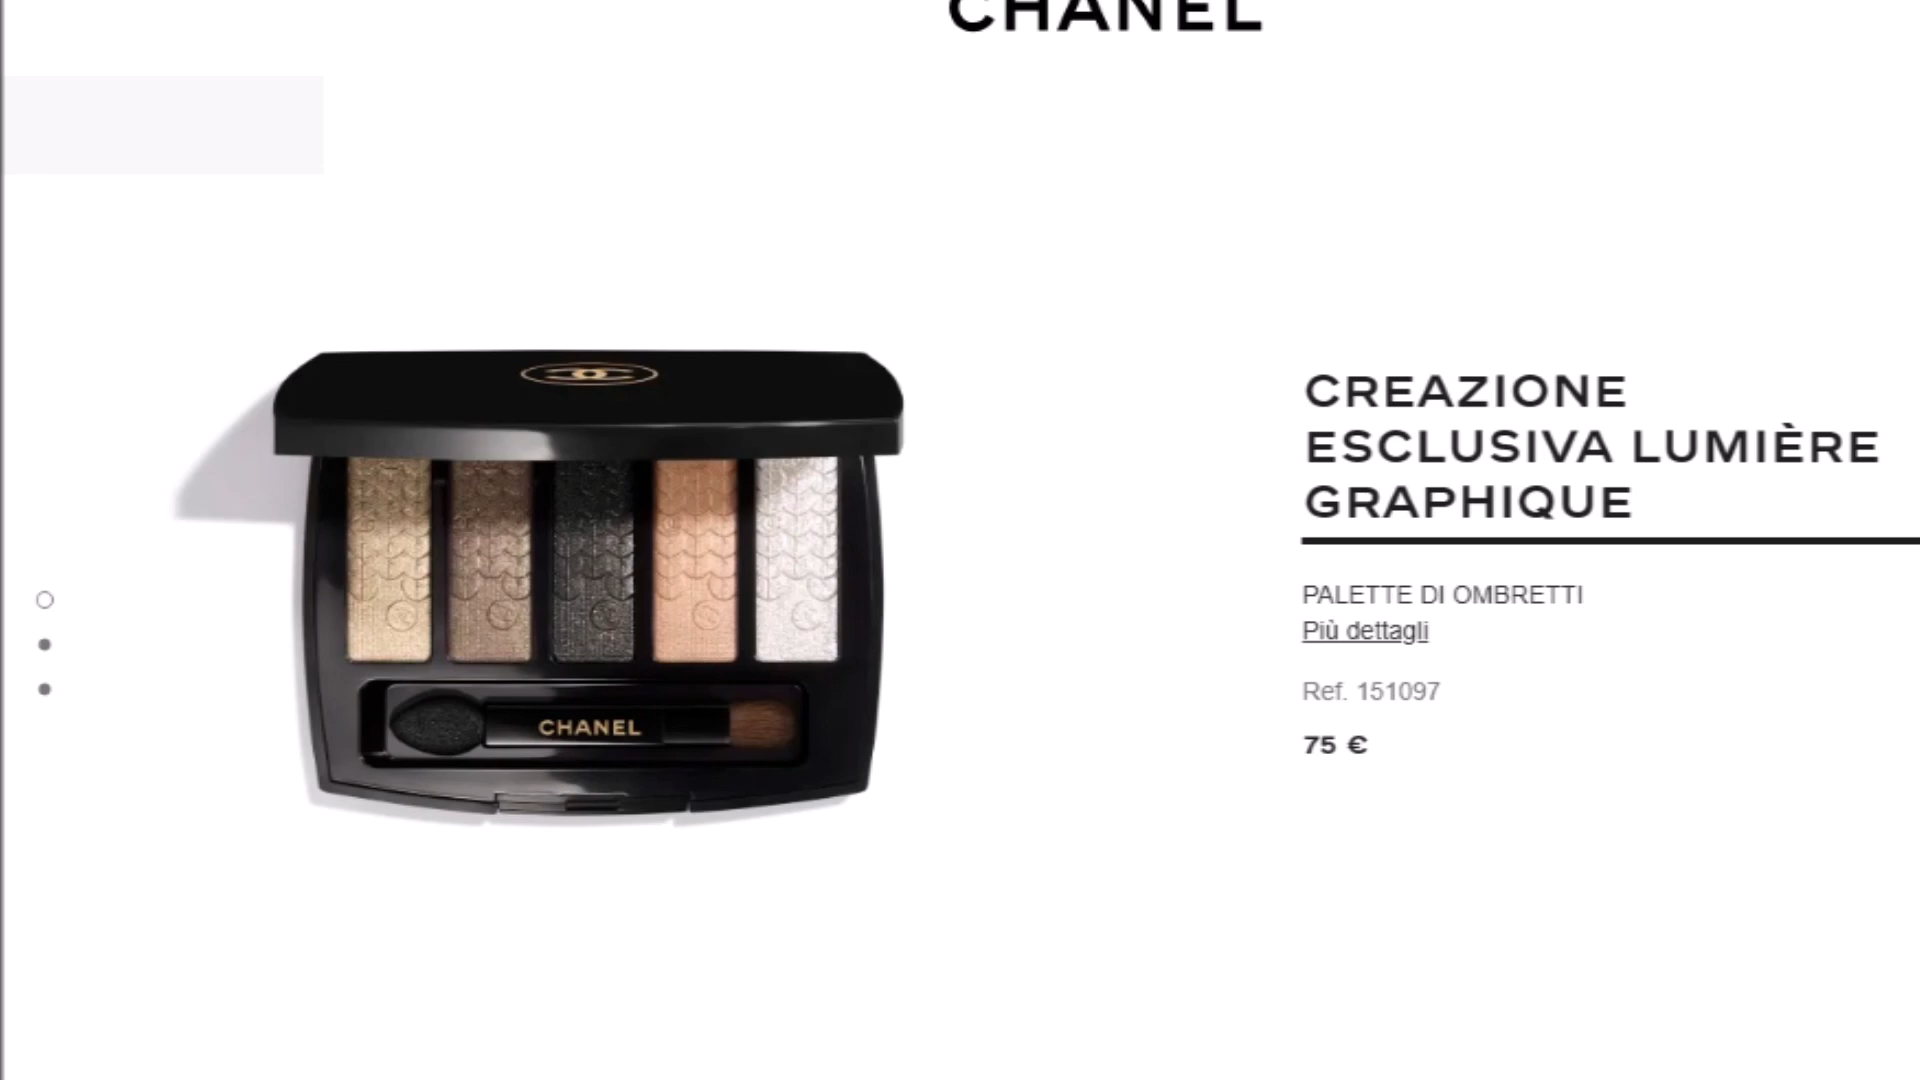 CHANEL
CREAZIONE
ESCLUSIVA LUMIÈRE
GRAPHIQUE
PALETTE DI OMBRETTI
Più dettagli
Ref. 151097
CHANEL
75 €